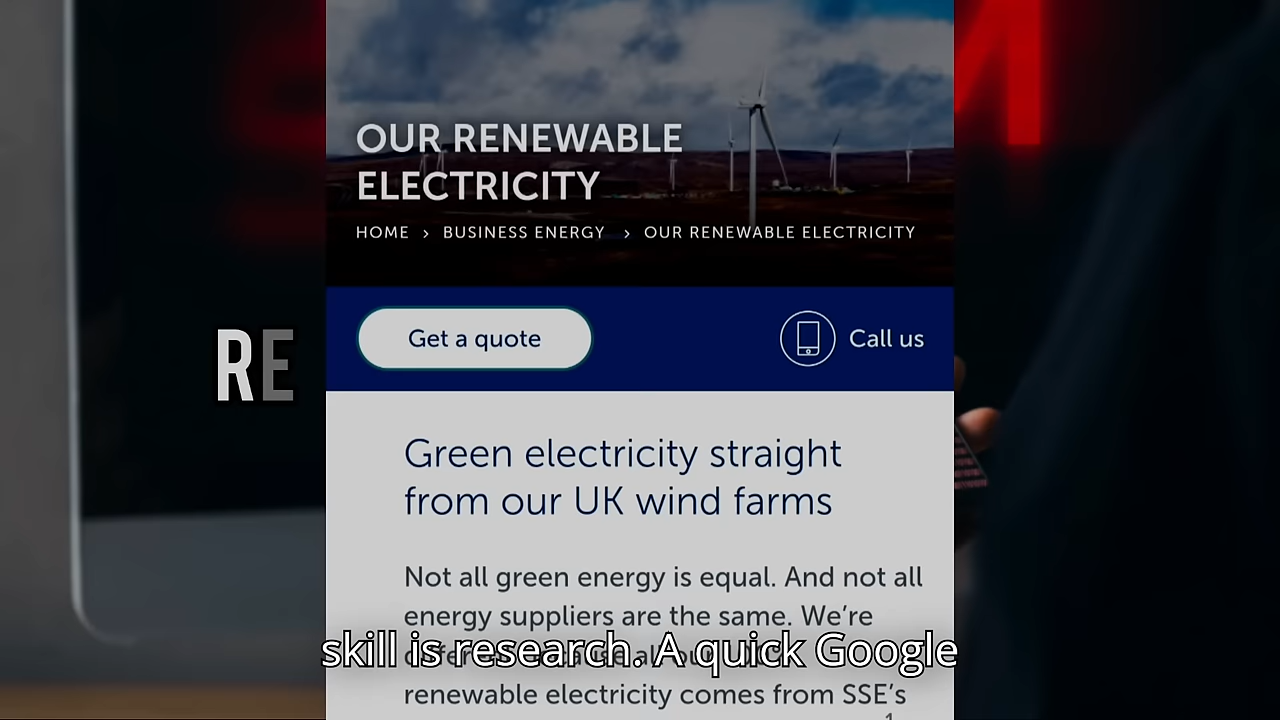 OUR RENEWABLE
ELECTRICITY
HOME > BUSINESS ENERGY > OUR RENEWABLE ELECTRICITY
Get a quote
Call us
RE
Green electricity straight
from our UK wind farms
Not all green energy is equal. And not all
energy suppliers are the same. We’re
skill is research. A quick Google
renewable electricity comes from SSE’s
1